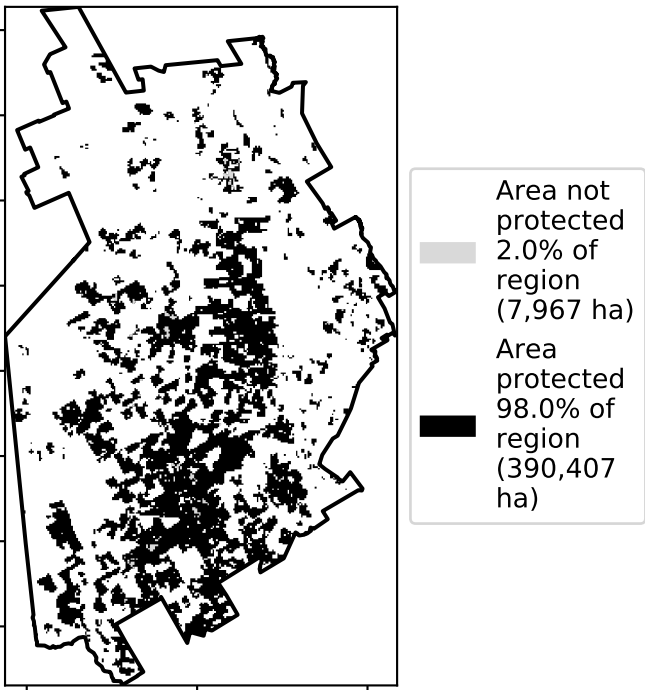 Area not
protected
2.0% of
region
(7,967 ha)
Area
protected
98.0% of
region
(390,407
ha)